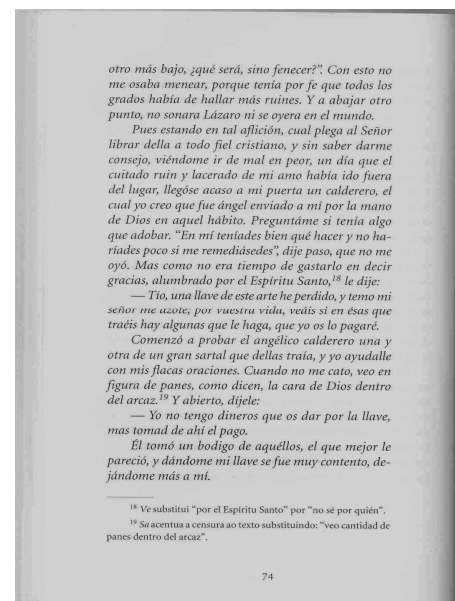 otro más bajo, ¿qué será, sino fenecer?”. Con esto no
me osaba menear, porque tenía por fe que todos los
grados había de hallar más ruines. Y a abajar otro
punto, no sonara Lázaro ni se oyera en el mundo.
Pues estando en tal aflición, cual plega al Señor
librar della a todo fiel cristiano, y sin saber darme
consejo, viéndome ir de mal en peor, un día que el
cuitado ruin y lacerado de mi amo había ido fuera
del lugar, llegóse acaso a mi puerta un calderero, el
cual yo creo que fue ángel enviado a mí por la mano
de Dios en aquel hábito. Preguntáme si tenía algo
que adobar. “En mí teníades bien qué hacer y no ha-
ríades poco si me remediásedes”, dije paso, que no me
oyó. Mas como no era tiempo de gastarlo en decir
gracias, alumbrado por el Espíritu Santo,18 le dije:
— Tío, una llave de este arte he perdido, y temo mi
señor me azote; por vuestra vida, veáis si en ésas que
traéis hay algunas que le haga, que yo os lo pagaré.
Comenzó a probar el angélico calderero una y
otra de un gran sartal que dellas traía, y yo ayudalle
con mis flacas oraciones. Cuando no me cato, veo en
figura de panes, como dicen, la cara de Dios dentro
del arcaz.19 Y abierto, díjele:
— Yo no tengo dineros que os dar por la llave,
mas tomad de ahí el pago.
Él tomó un bodigo de aquéllos, el que mejor le
pareció, y dándome mi llave se fue muy contento, de-
jándome más a mí.
18 Ve substitui “por el Espíritu Santo” por “no sé por quién”.
19 Sa acentua a censura ao texto substituindo: “veo cantidad de
panes dentro del arcaz”.
74